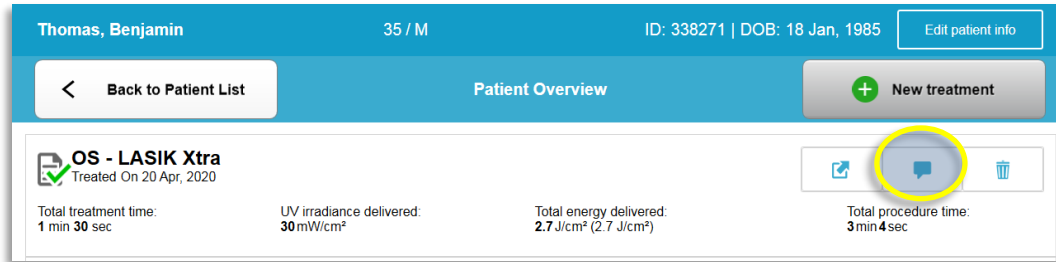 Thomas, Benjamin 35 / M ID: 338271 | DOB: 18 Jan, 1985 Edit patient info
Back to Patient List Patient Overview New treatment
OS - LASIK Xtra
Treated On 20 Apr, 2020
Total treatment time: UV irradiance delivered: Total energy delivered: Total procedure time:
1 min 30 sec 30 mW/cm² 2.7 J/cm² (2.7 J/cm²) 3 min 4 sec